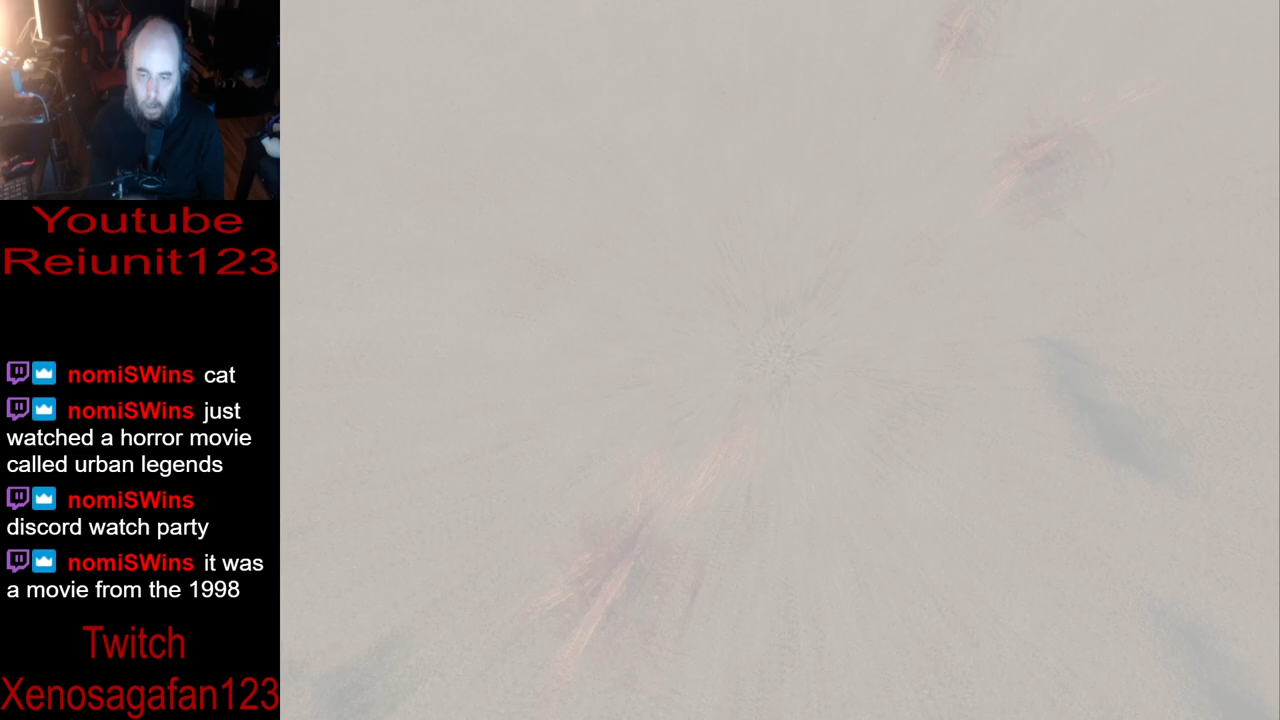 Youtube
Reiunit123
nomiSWins cat
nomiSWins just
watched a horror movie
called urban legends
nomiSWins
discord watch party
nomiSWins it was
a movie from the 1998
Twitch
Xenosagafan123